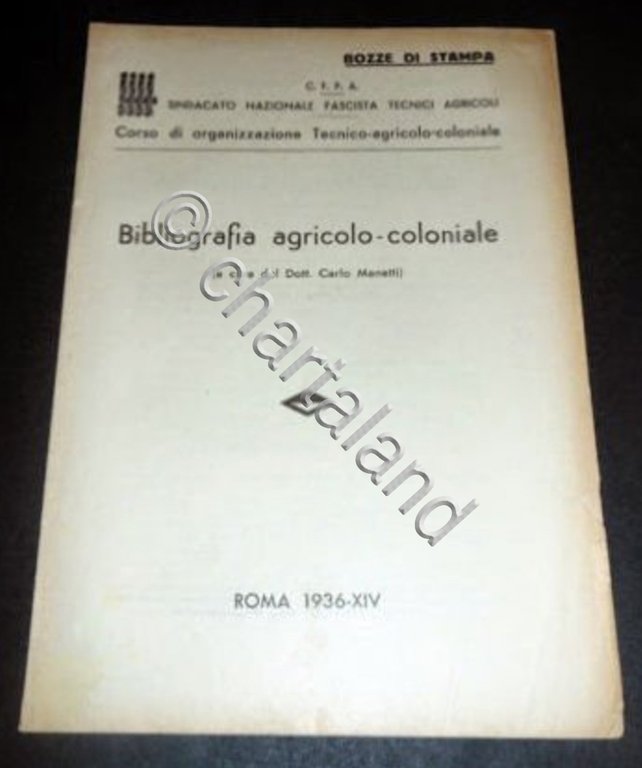 BOZZE DI STAMPA
C. F. P. A.
SINDACATO NAZIONALE FASCISTA TECNICI AGRICOLI
Corso di organizzazione Tecnico-agricolo-coloniale
Bibliografia agricolo-coloniale
(a cura del Dott. Carlo Manetti)
© chartaland
ROMA 1936-XIV